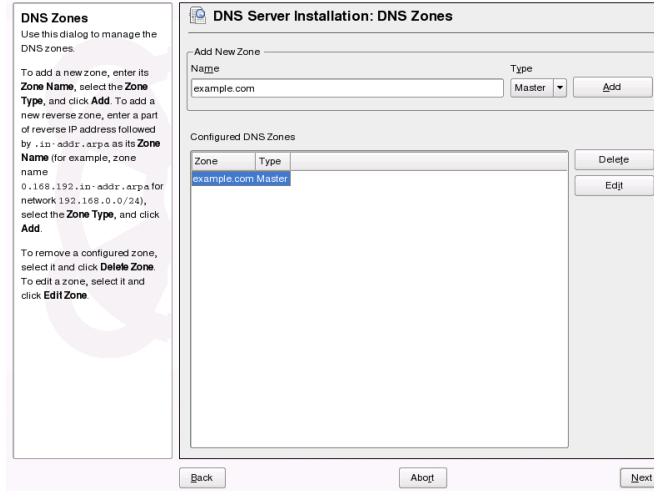 DNS Zones
Use this dialog to manage the
DNS zones.
To add a new zone, enter its
Zone Name, select the Zone
Type, and click Add. To add a
new reverse zone, enter a part
of reverse IP address followed
by .in-addr.arpa as its Zone
Name (for example, zone
name
0.168.192.in-addr.arpa for
network 192.168.0.0/24),
select the Zone Type, and click
Add.
To remove a configured zone,
select it and click Delete Zone.
To edit a zone, select it and
click Edit Zone.
DNS Server Installation: DNS Zones
Add New Zone
Name
Type
example.com
Master
Add
Configured DNS Zones
Zone
Type
example.com Master
Delete
Edit
Back
Abort
Next